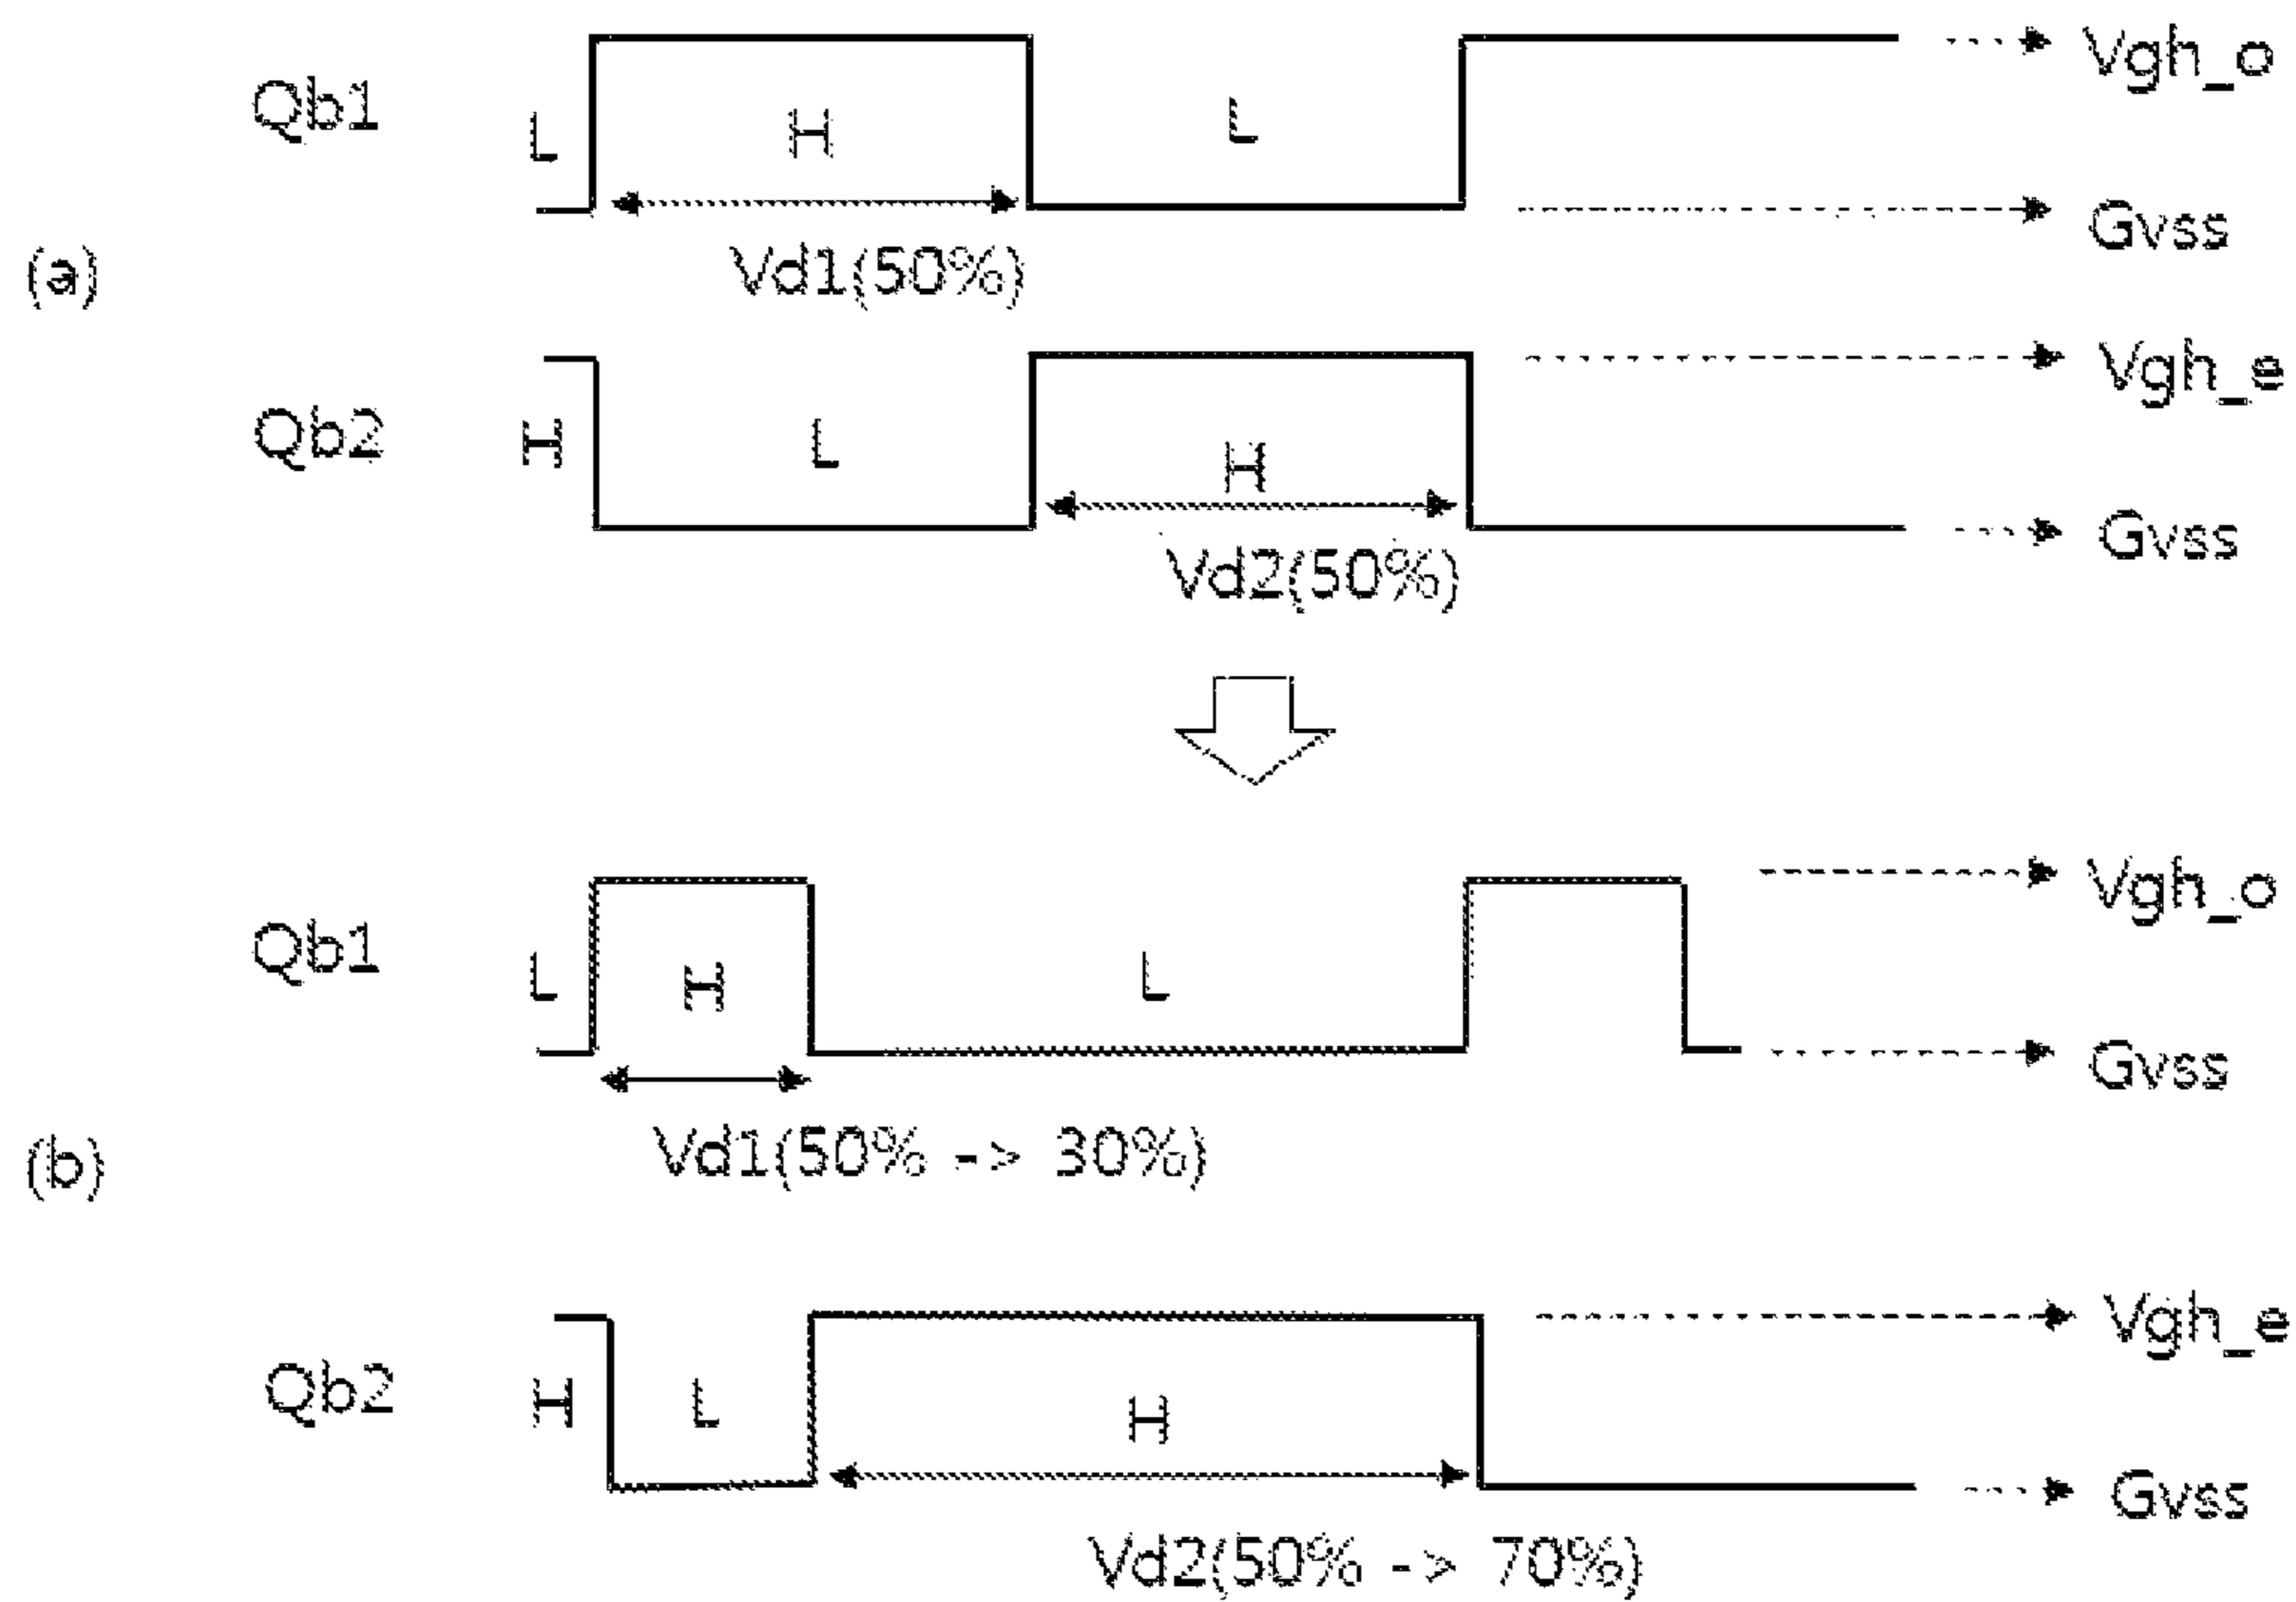 Vgh_o
Qb1 L H L
Gvss
(a) Vd1(50%)
Vgh_e
Qb2 H L H
Gvss
Vd2(50%)
Vgh_o
Qb1 L H L
Gvss
(b) Vd1(50% -> 30%)
Vgh_e
Qb2 H L H
Gvss
Vd2(50% -> 70%)